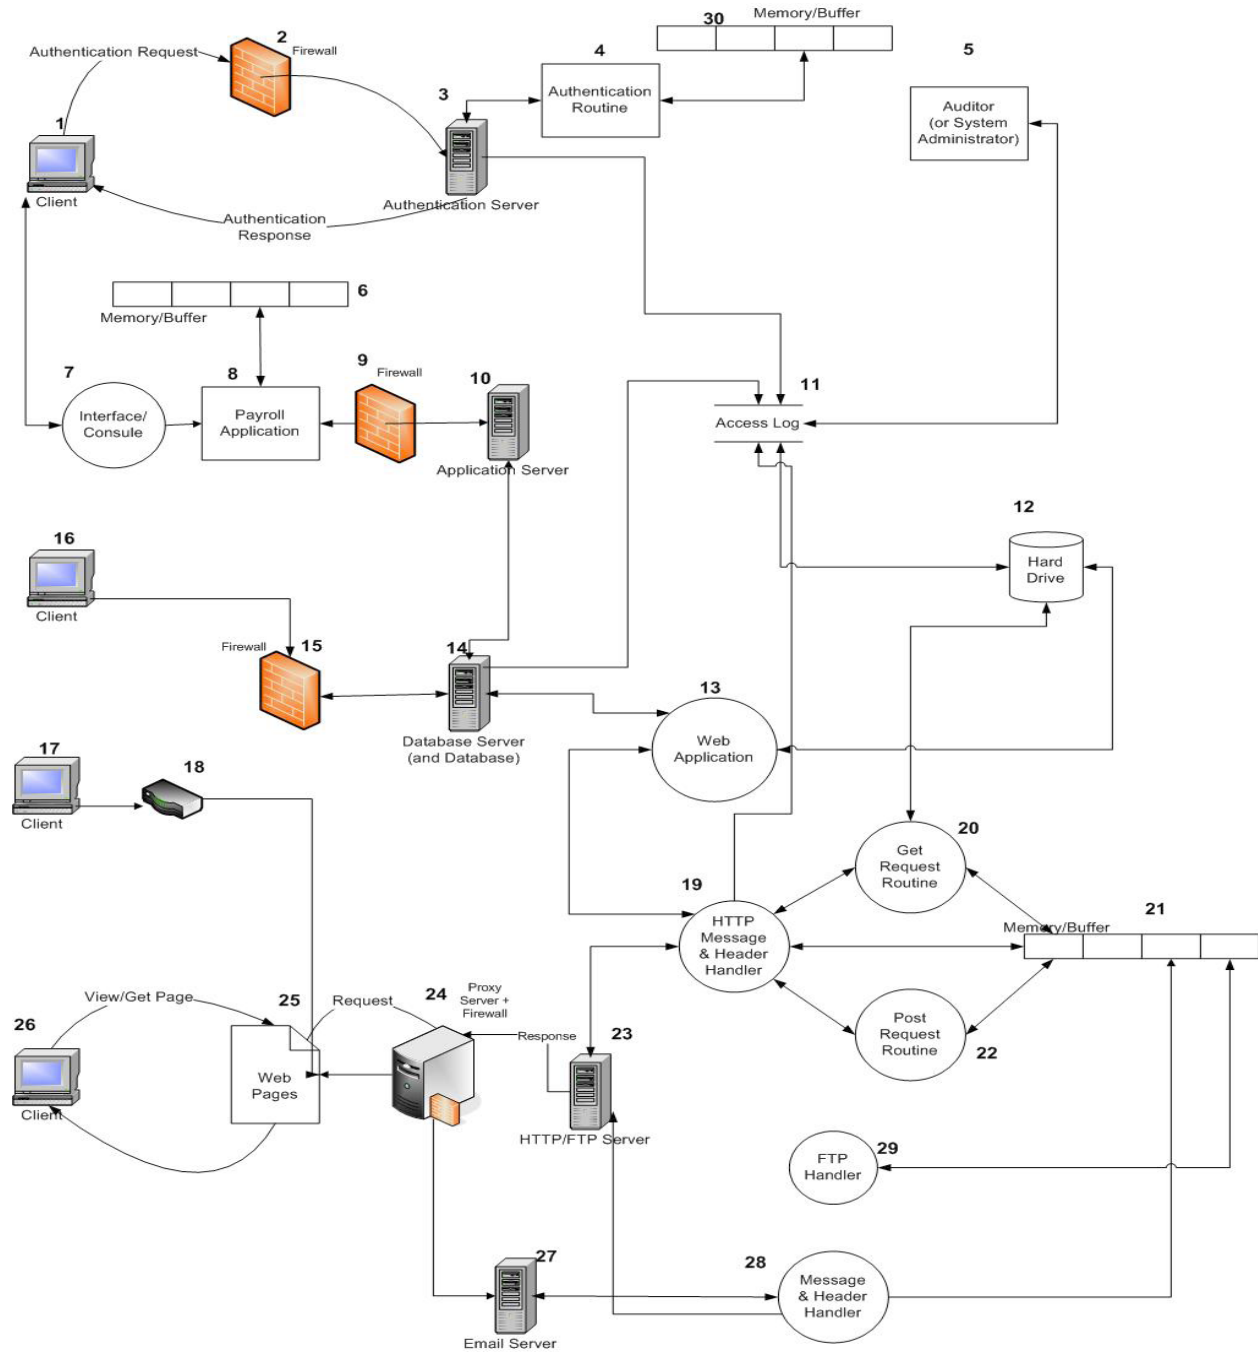 30
Memory/Buffer
2
Firewall
Authentication Request
4
5
Authentication
Routine
3
Auditor
(or System
Administrator)
1
Client
Authentication Server
Authentication
Response
6
Memory/Buffer
7
8
9
Firewall
10
11
Interface/
Consule
Payroll
Application
Access Log
Application Server
12
16
Hard
Drive
Client
Firewall
15
14
13
Database Server
(and Database)
Web
Application
17
18
Client
20
Get
Request
Routine
19
HTTP
Message
& Header
Handler
21
Memory/Buffer
View/Get Page
25
Request
24
Proxy
Server +
Firewall
Response
23
26
Post
Request
Routine
22
Web
Pages
Client
HTTP/FTP Server
29
FTP
Handler
27
28
Message
& Header
Handler
Email Server